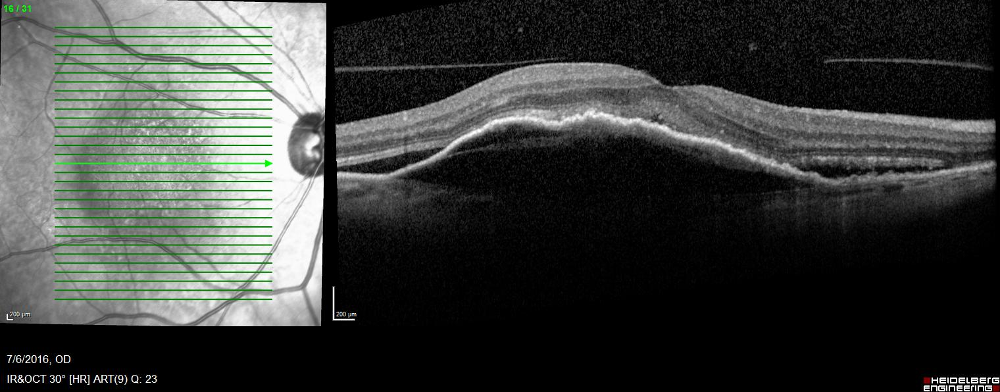 16 / 31
200 µm
200 µm
7/6/2016, OD
IR&OCT 30° [HR] ART(9) Q: 23
HEIDELBERG
ENGINEERING